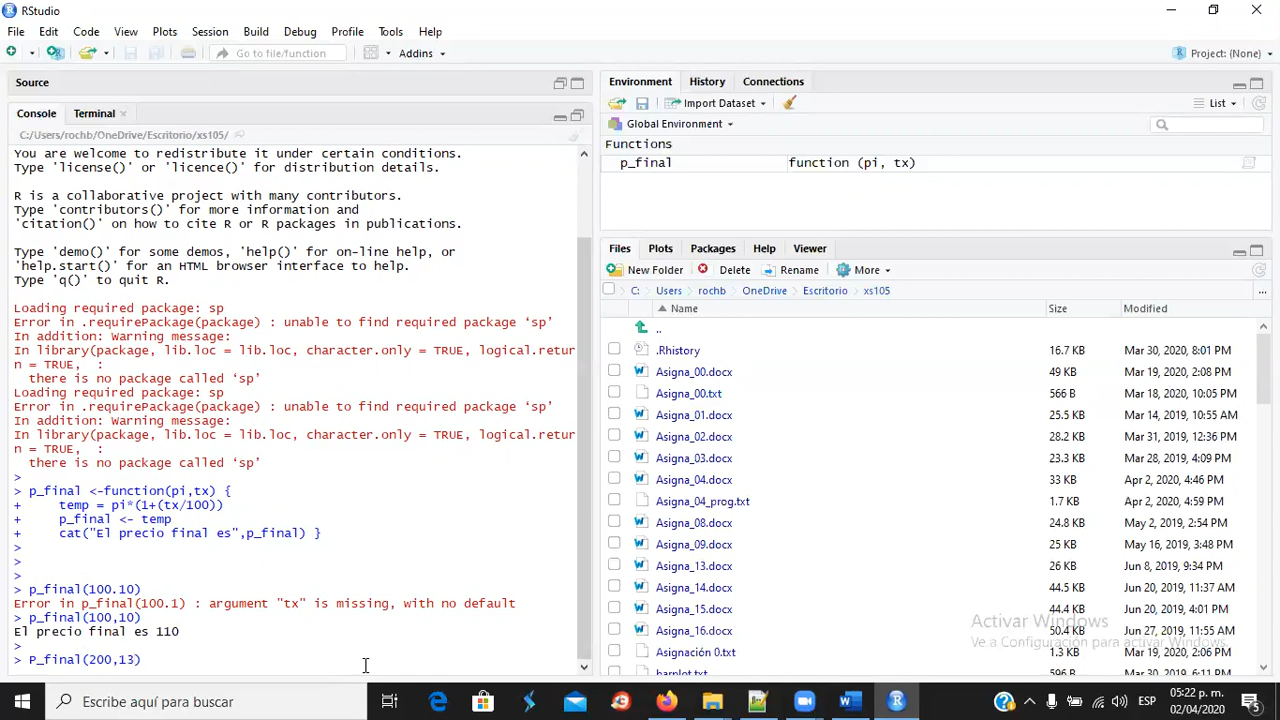 RStudio
File Edit Code View Plots Session Build Debug Profile Tools Help
Go to file/function Addins Project: (None)
Source
Console Terminal
C:/Users/rochb/OneDrive/Escritorio/xs105/
You are welcome to redistribute it under certain conditions.
Type 'license()' or 'licence()' for distribution details.
R is a collaborative project with many contributors.
Type 'contributors()' for more information and
'citation()' on how to cite R or R packages in publications.
Type 'demo()' for some demos, 'help()' for on-line help, or
'help.start()' for an HTML browser interface to help.
Type 'q()' to quit R.
Loading required package: sp
Error in .requirePackage(package) : unable to find required package ‘sp’
In addition: Warning message:
In library(package, lib.loc = lib.loc, character.only = TRUE, logical.retur
n = TRUE,  :
  there is no package called ‘sp’
Loading required package: sp
Error in .requirePackage(package) : unable to find required package ‘sp’
In addition: Warning message:
In library(package, lib.loc = lib.loc, character.only = TRUE, logical.retur
n = TRUE,  :
  there is no package called ‘sp’
>
> p_final <-function(pi,tx) {
+     temp = pi*(1+(tx/100))
+     p_final <- temp
+     cat("El precio final es",p_final) }
>
>
>
> p_final(100.10)
Error in p_final(100.1) : argument "tx" is missing, with no default
> p_final(100,10)
El precio final es 110
>
> P_final(200,13)
Environment History Connections
Import Dataset List
Global Environment
Functions
p_final function (pi, tx)
Files Plots Packages Help Viewer
New Folder Delete Rename More
C: Users rochb OneDrive Escritorio xs105 ...
Name Size Modified
..
.Rhistory 16.7 KB Mar 30, 2020, 8:01 PM
Asigna_00.docx 49 KB Mar 19, 2020, 2:08 PM
Asigna_00.txt 566 B Mar 18, 2020, 10:05 PM
Asigna_01.docx 25.5 KB Mar 14, 2019, 10:55 AM
Asigna_02.docx 28.2 KB Mar 31, 2019, 12:36 PM
Asigna_03.docx 23.3 KB Mar 28, 2019, 4:09 PM
Asigna_04.docx 33 KB Apr 2, 2020, 4:46 PM
Asigna_04_prog.txt 1.7 KB Apr 2, 2020, 4:59 PM
Asigna_08.docx 24.8 KB May 2, 2019, 2:54 PM
Asigna_09.docx 25 KB May 16, 2019, 3:48 PM
Asigna_13.docx 26 KB Jun 8, 2019, 9:34 PM
Asigna_14.docx 44.5 KB Jun 20, 2019, 11:37 AM
Asigna_15.docx 44.4 KB Jun 20, 2019, 4:01 PM
Asigna_16.docx 50.4 KB Jun 27, 2019, 11:55 AM
Asignación 0.txt 1.3 KB Mar 19, 2020, 2:06 PM
barplot.txt 596 B Mar 30, 2020, 6:11 PM
Activar Windows
Ve a Configuración para activar Windows.
Escribe aquí para buscar
ESP
05:22 p. m.
02/04/2020
5